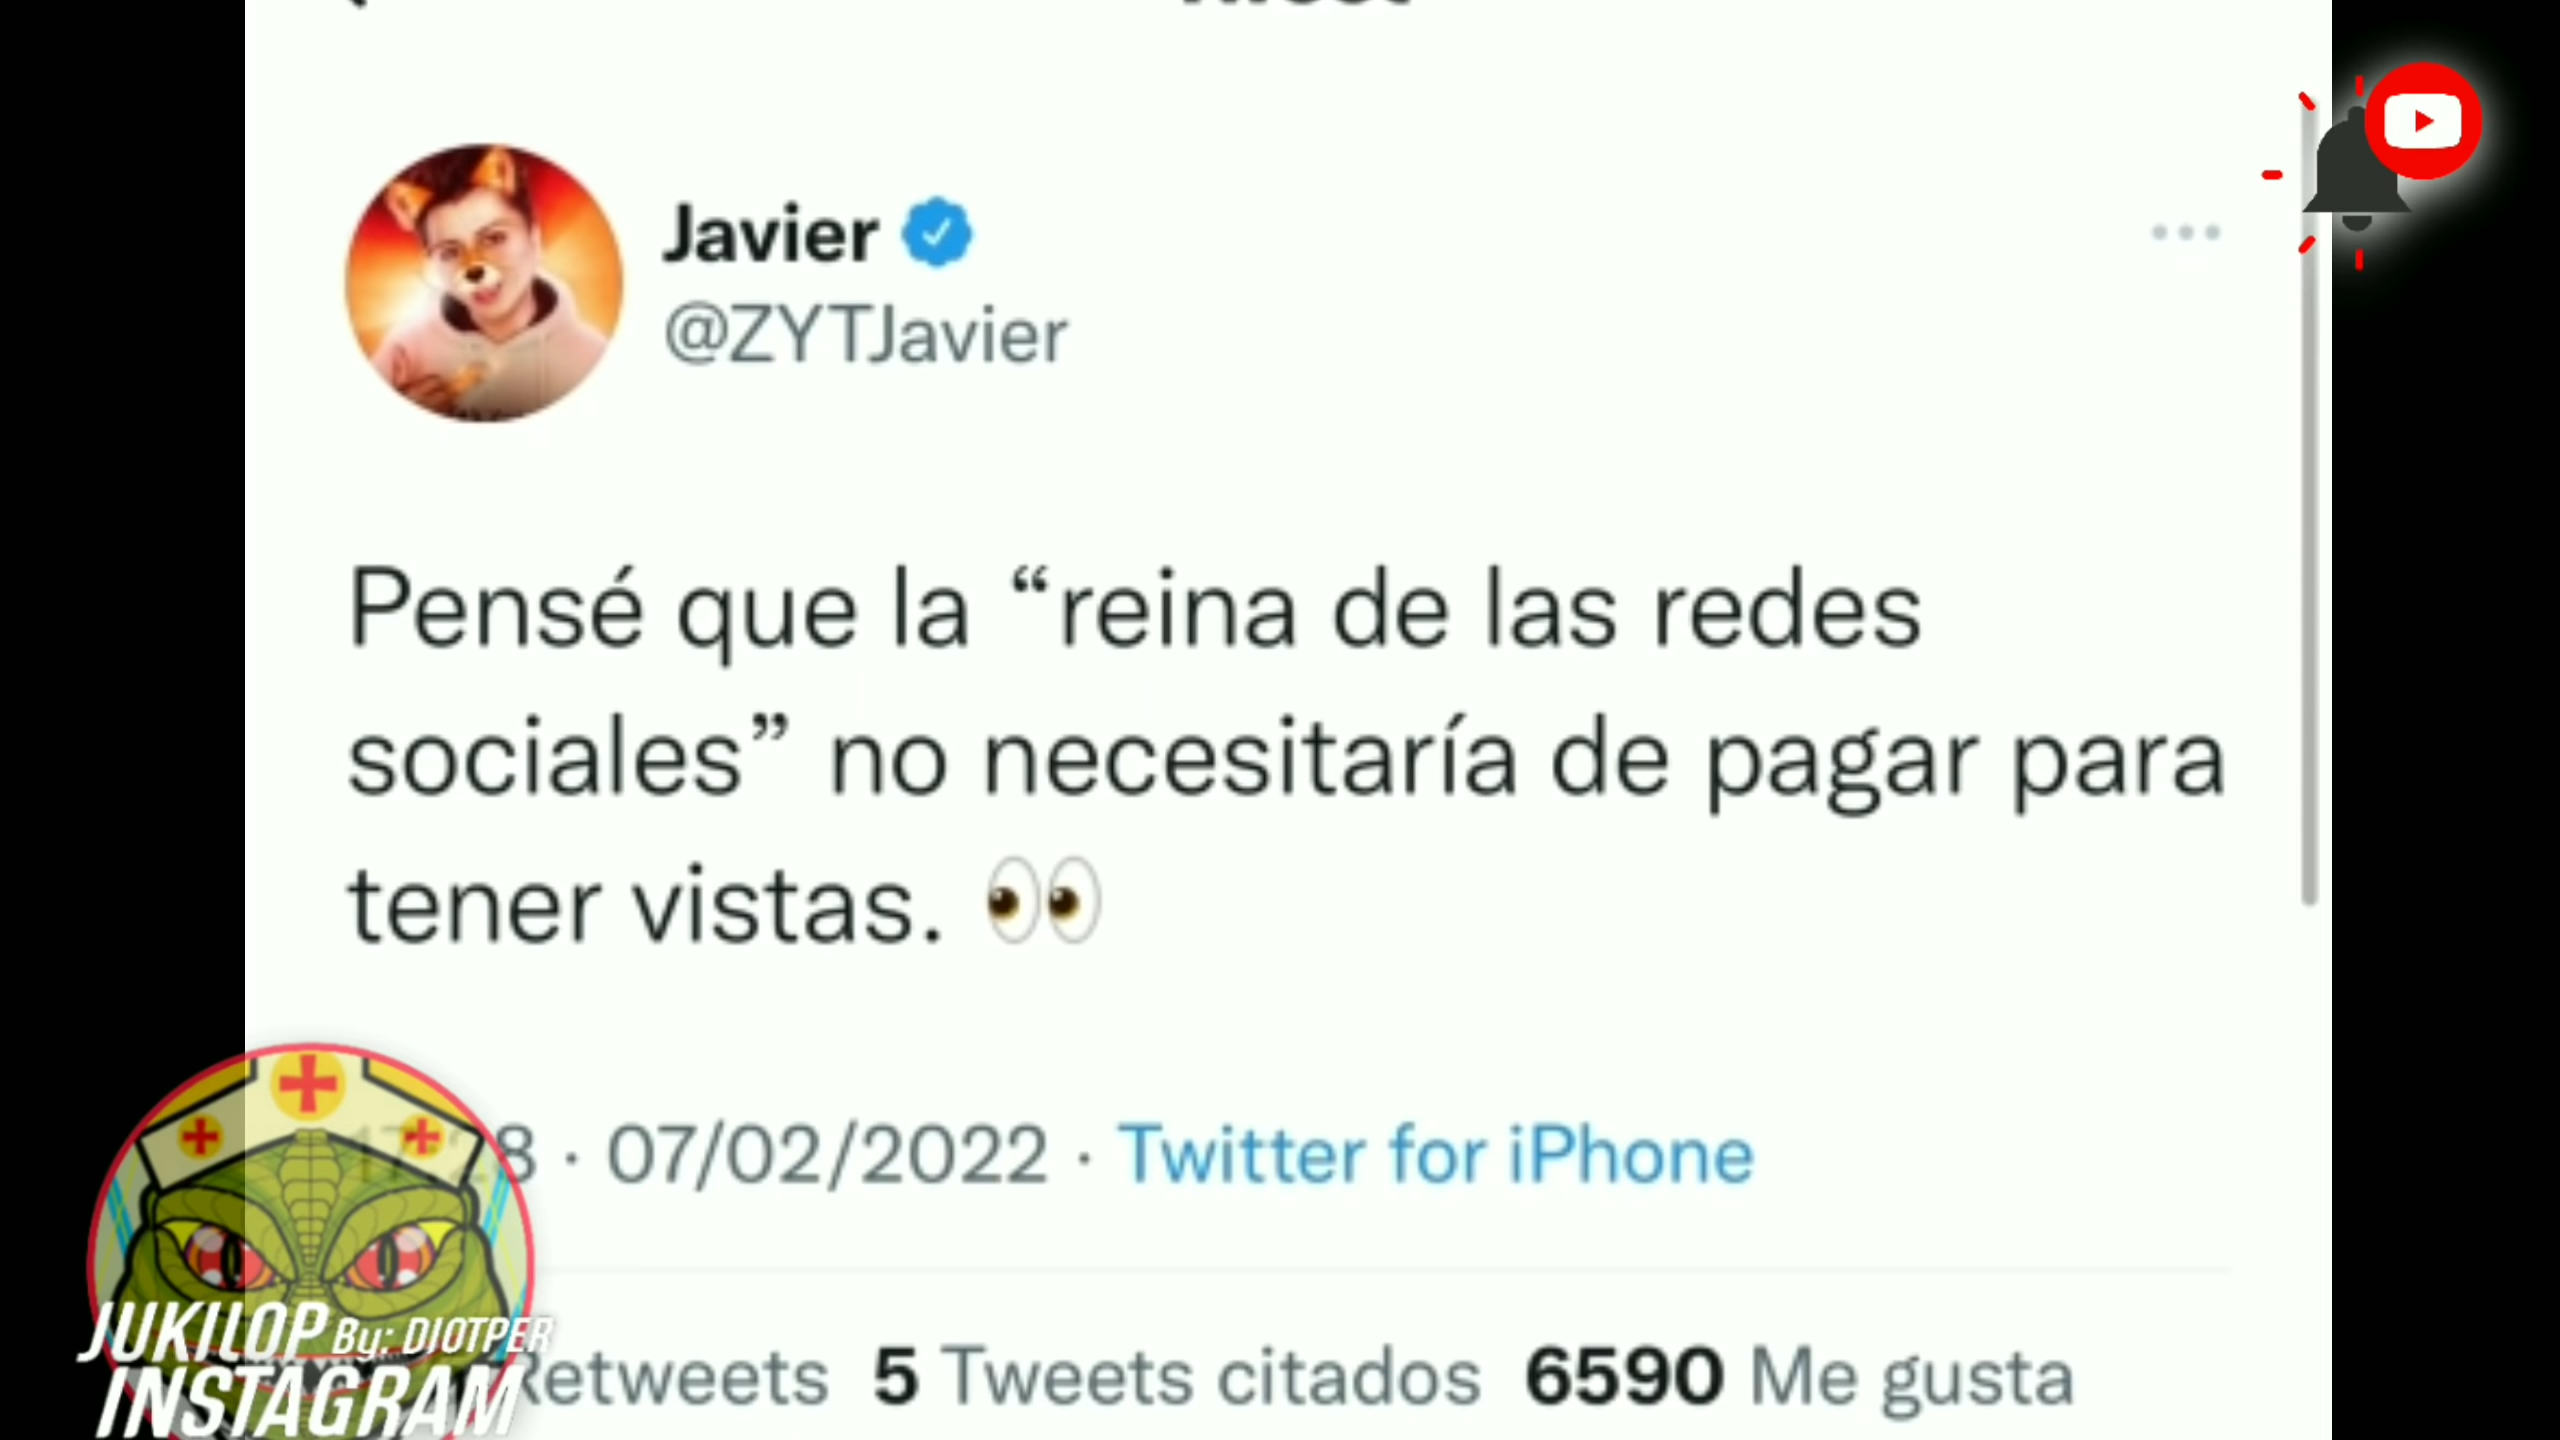 Javier
@ZYTJavier
Pensé que la “reina de las redes
sociales” no necesitaría de pagar para
tener vistas. 👀
07/02/2022 · Twitter for iPhone
Retweets 5 Tweets citados 6590 Me gusta
JUKILOP By: DIOTPER
INSTAGRAM